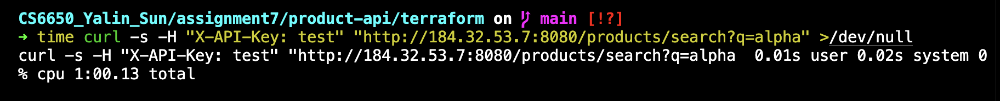 CS6650_Yalin_Sun/assignment7/product-api/terraform on main [!?]
→ time curl -s -H "X-API-Key: test" "http://184.32.53.7:8080/products/search?q=alpha" >/dev/null
curl -s -H "X-API-Key: test" "http://184.32.53.7:8080/products/search?q=alpha  0.01s user 0.02s system 0
% cpu 1:00.13 total